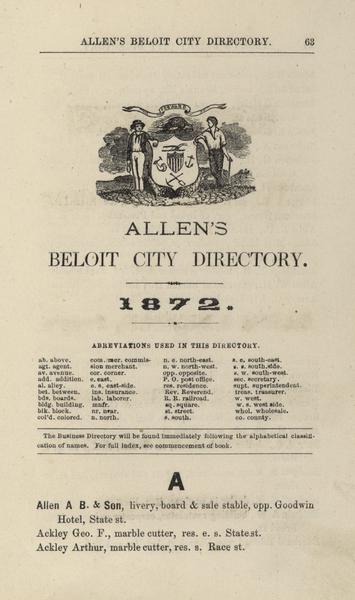 ALLEN'S BELOIT CITY DIRECTORY. 63
FORWARD
ALLEN'S
BELOIT CITY DIRECTORY.
1872.
ABBREVIATIONS USED IN THIS DIRECTORY.
ab. above. com. mer. commis- n. e. north-east. s. e. south-east.
agt. agent. sion merchant. n. w. north-west. s. s. south.side.
av. avenue. cor. corner. opp. opposite. s. w. south-west.
add. addition. e. east. P. O. post office. sec. secretary.
al. alley. e. s. east-side. res. residence. supt. superintendent.
bet. between. ins. insurance. Rev. Reverend. treas. treasurer.
bds. boards. lab. laborer. R. R. railroad. w. west.
bldg. building. mnfr. sq. square. w. s. west side.
blk. block. nr. near. st. street. whol. wholesale.
col'd. colored. n. north. s. south. co. county.
The Business Directory will be found immediately following the alphabetical classifi-
cation of names. For full index, see commencement of book.
A
Allen A B. & Son, livery, board & sale stable, opp. Goodwin
Hotel, State st.
Ackley Geo. F., marble cutter, res. e. s. State st.
Ackley Arthur, marble cutter, res. s. Race st.